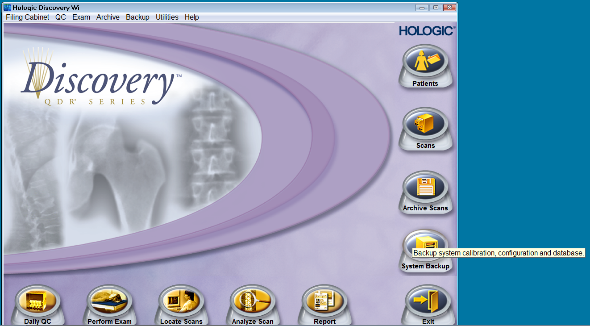 Hologic Discovery Wi
Filing Cabinet QC Exam Archive Backup Utilities Help
HOLOGIC®
Discovery™
QDR® SERIES
Patients
Scans
Archive Scans
Backup system calibration, configuration and database.
System Backup
Daily QC Perform Exam Locate Scans Analyze Scan Report Exit